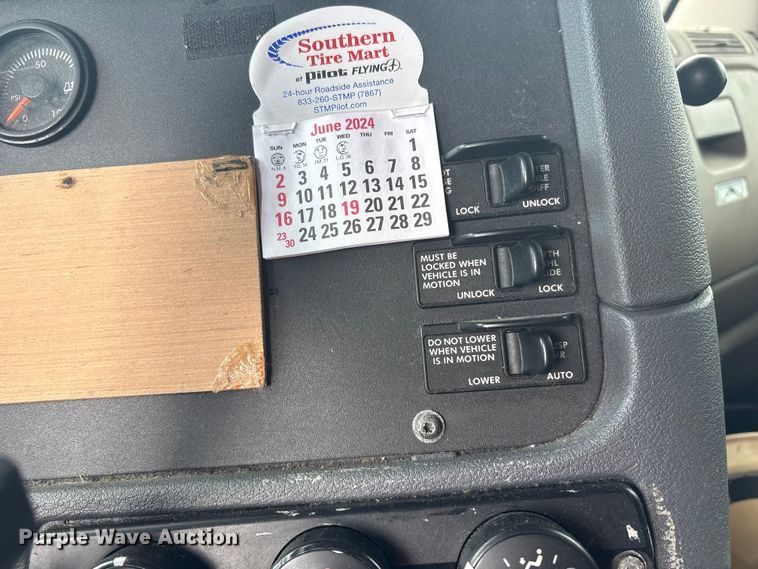 50
PSI
0
Southern
Tire Mart
at PILOT FLYING J.
24-hour Roadside Assistance
833-260-STMP (7867)
STMPilot.com
June 2024
SUN MON TUE WED THU FRI SAT
1
2 3 4 5 6 7 8
9 10 11 12 13 14 15
16 17 18 19 20 21 22
23 30 24 25 26 27 28 29
LOCK UNLOCK
MUST BE
LOCKED WHEN
VEHICLE IS IN
MOTION
UNLOCK LOCK
DO NOT LOWER
WHEN VEHICLE
IS IN MOTION
LOWER AUTO
Purple Wave Auction®